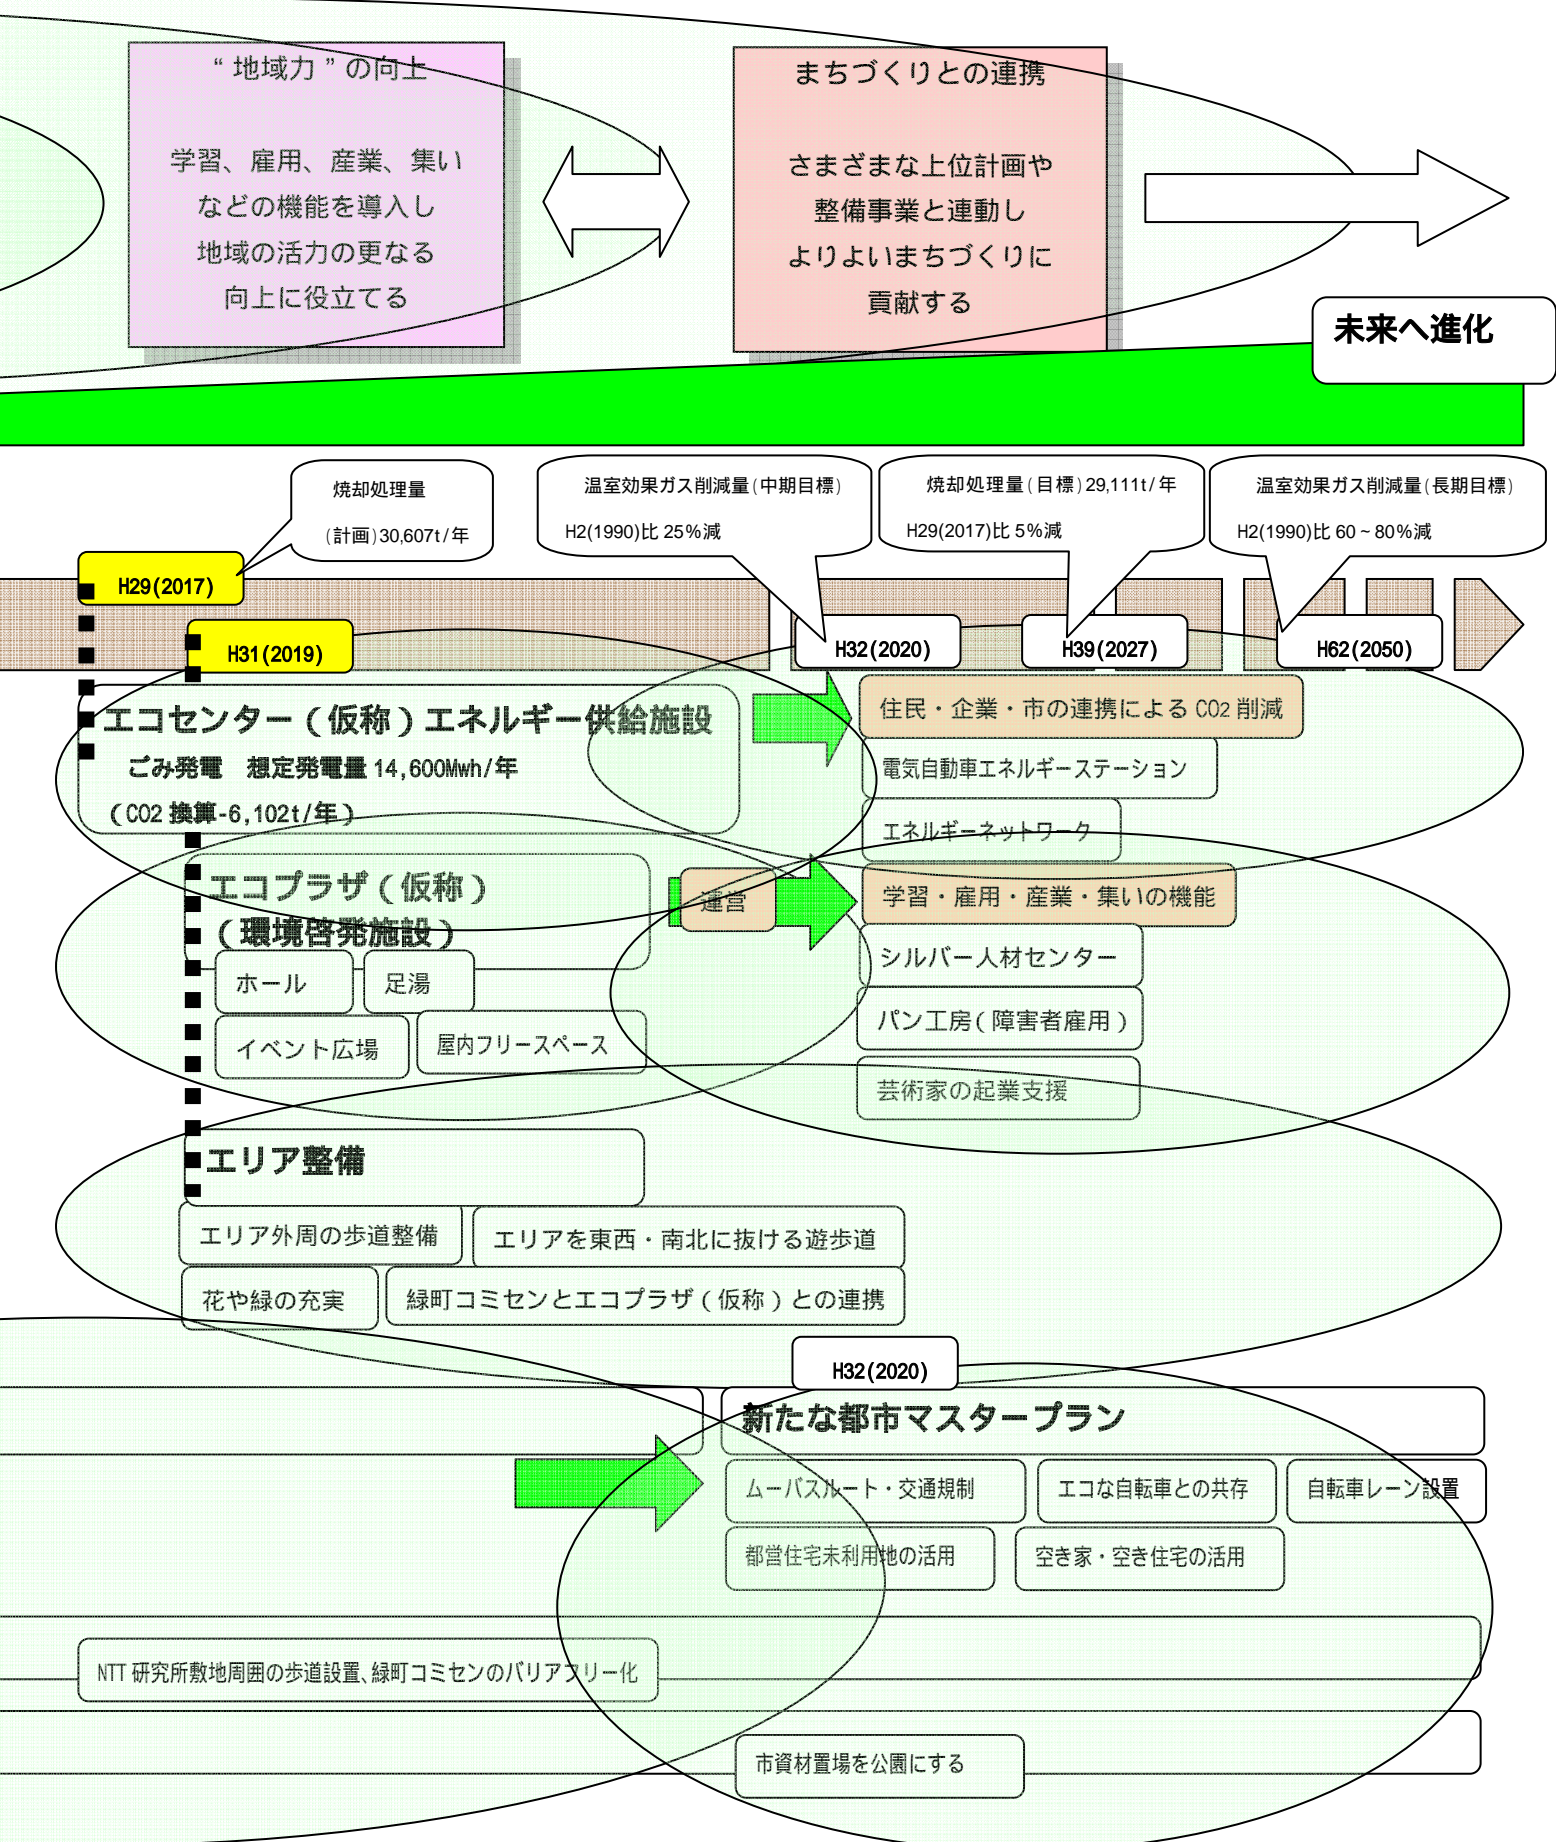 “ 地域力 ” の向上
学習、雇用、産業、集い
などの機能を導入し
地域の活力の更なる
向上に役立てる
まちづくりとの連携
さまざまな上位計画や
整備事業と連動し
よりよいまちづくりに
貢献する
未来へ進化
焼却処理量
(計画)30,607t/年
温室効果ガス削減量(中期目標)
H2(1990)比 25%減
焼却処理量(目標)29,111t/年
H29(2017)比 5%減
温室効果ガス削減量(長期目標)
H2(1990)比 60~80%減
H29(2017)
H31(2019)
H32(2020)
H39(2027)
H62(2050)
エコセンター(仮称)エネルギー供給施設
ごみ発電　想定発電量 14,600Mwh/年
(CO2 換算-6,102t/年)
住民・企業・市の連携による CO2 削減
電気自動車エネルギーステーション
エネルギーネットワーク
エコプラザ(仮称)
(環境啓発施設)
ホール
足湯
イベント広場
屋内フリースペース
運営
学習・雇用・産業・集いの機能
シルバー人材センター
パン工房(障害者雇用)
芸術家の起業支援
エリア整備
エリア外周の歩道整備
エリアを東西・南北に抜ける遊歩道
花や緑の充実
緑町コミセンとエコプラザ(仮称)との連携
H32(2020)
新たな都市マスタープラン
ムーバスルート・交通規制
エコな自転車との共存
自転車レーン設置
都営住宅未利用地の活用
空き家・空き住宅の活用
NTT 研究所敷地周囲の歩道設置、緑町コミセンのバリアフリー化
市資材置場を公園にする